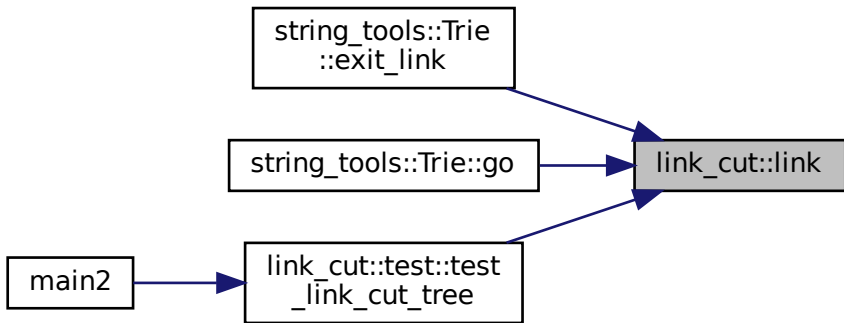 string_tools::Trie
::exit_link
string_tools::Trie::go
link_cut::link
link_cut::test::test
_link_cut_tree
main2